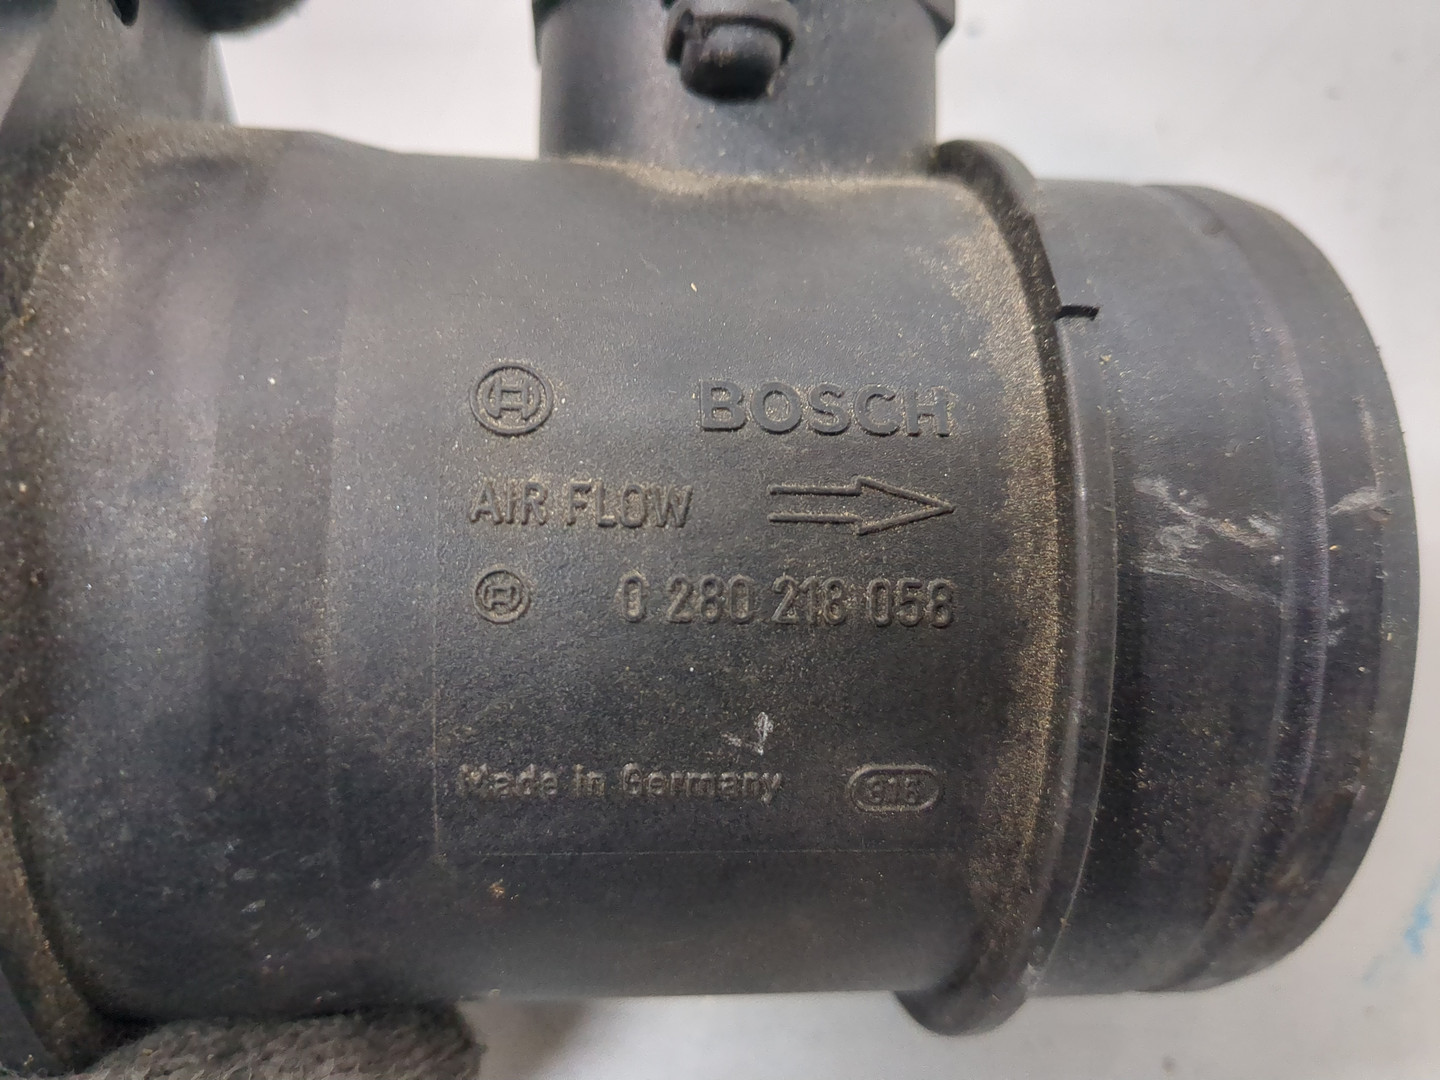 BOSCH
AIR FLOW
0 280 218 058
Made in Germany